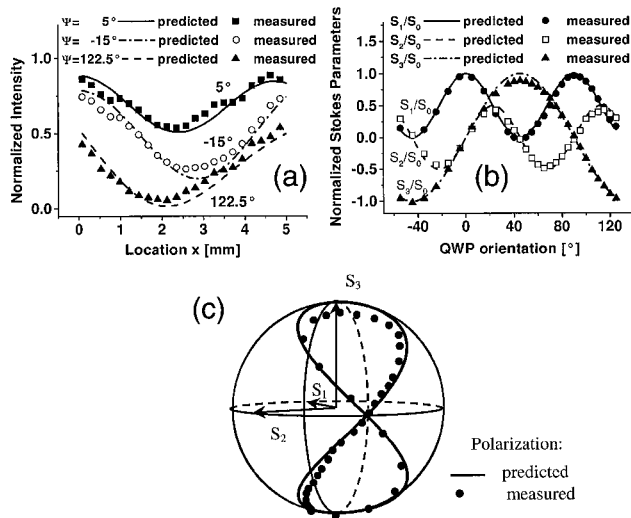 Ψ= 5° predicted measured
Ψ= -15° predicted measured
Ψ=122.5° predicted measured
Normalized Intensity
1.0
0.5
0.0
5°
-15°
122.5°
(a)
0 1 2 3 4 5
Location x [mm]
S₁/S₀ predicted measured
S₂/S₀ predicted measured
S₃/S₀ predicted measured
Normalized Stokes Parameters
1.0
0.5
0.0
-0.5
-1.0
S₁/S₀
S₂/S₀
S₃/S₀
(b)
-40 0 40 80 120
QWP orientation [°]
(c)
S₃
S₁
S₂
Polarization:
predicted
measured